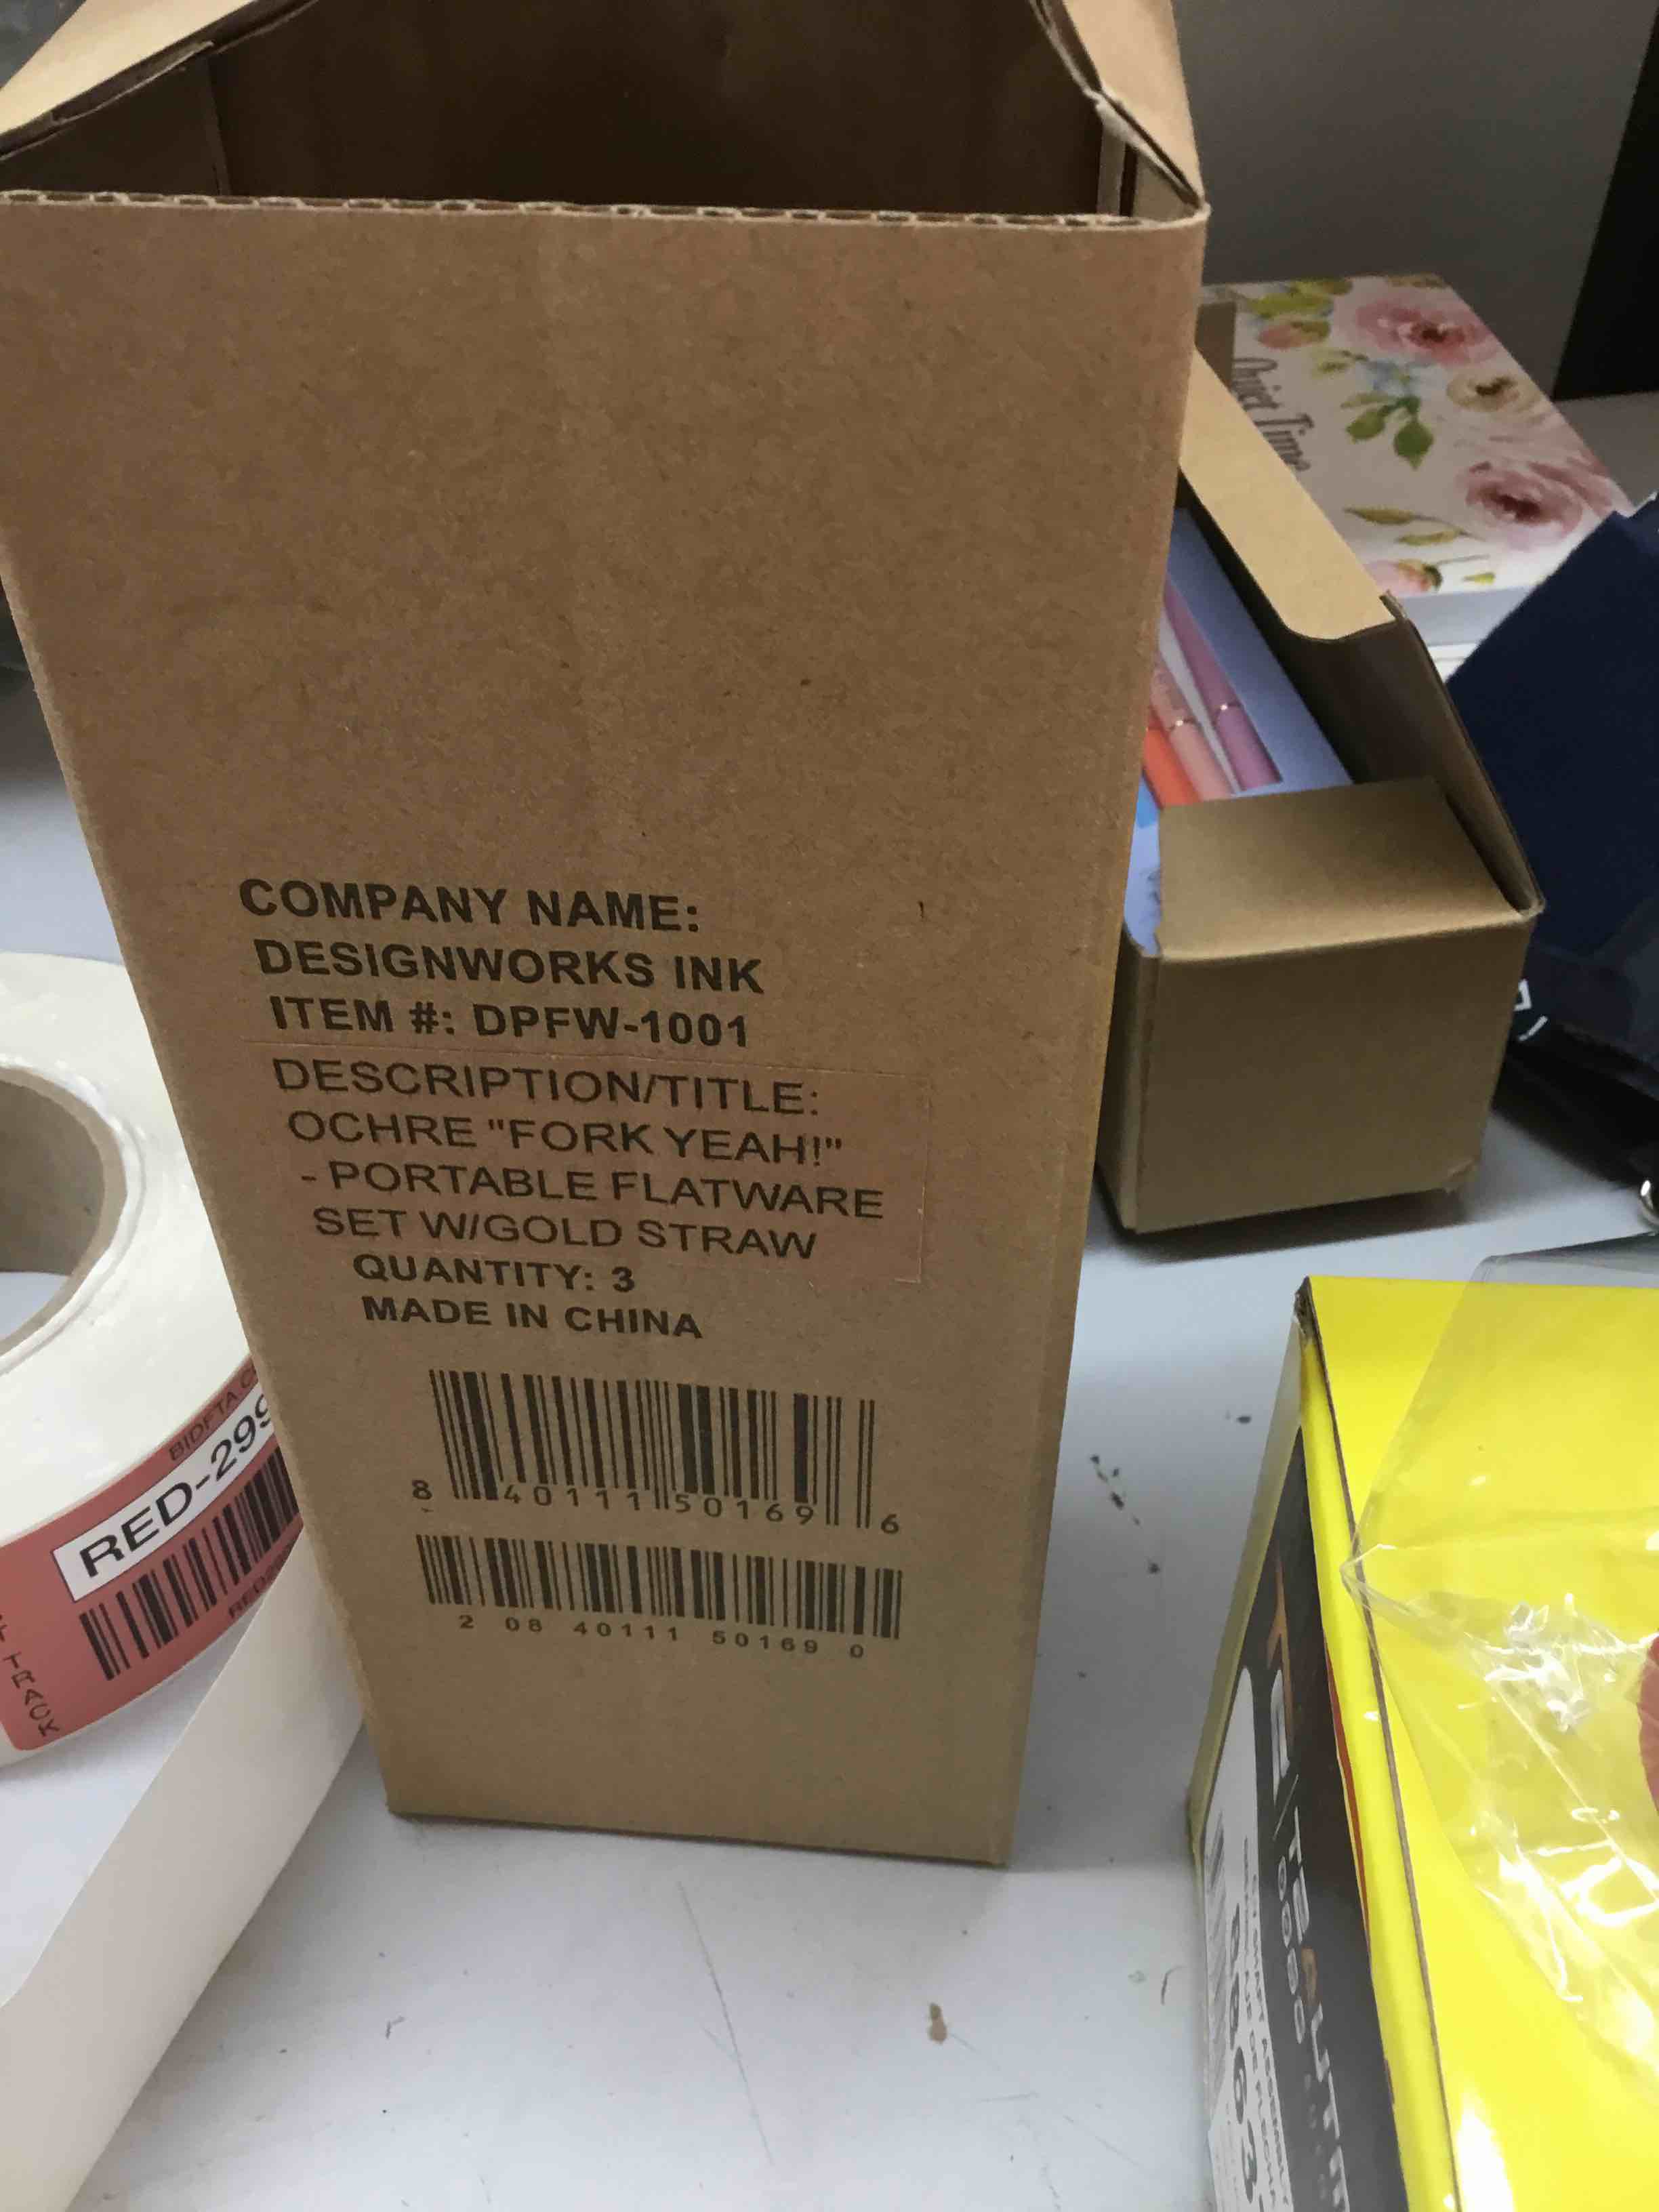 COMPANY NAME:
DESIGNWORKS INK
ITEM #: DPFW-1001
DESCRIPTION/TITLE:
OCHRE "FORK YEAH!"
- PORTABLE FLATWARE
SET W/GOLD STRAW
QUANTITY: 3
MADE IN CHINA
8 40111 50169 6
2 08 40111 50169 0
Quiet Time
RED-299
TRACK